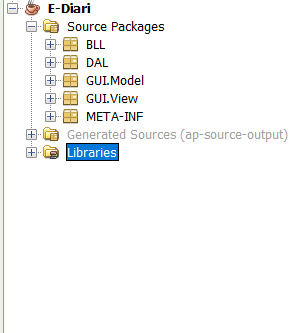 E-Diari
Source Packages
BLL
DAL
GUI.Model
GUI.View
META-INF
Generated Sources (ap-source-output)
Libraries